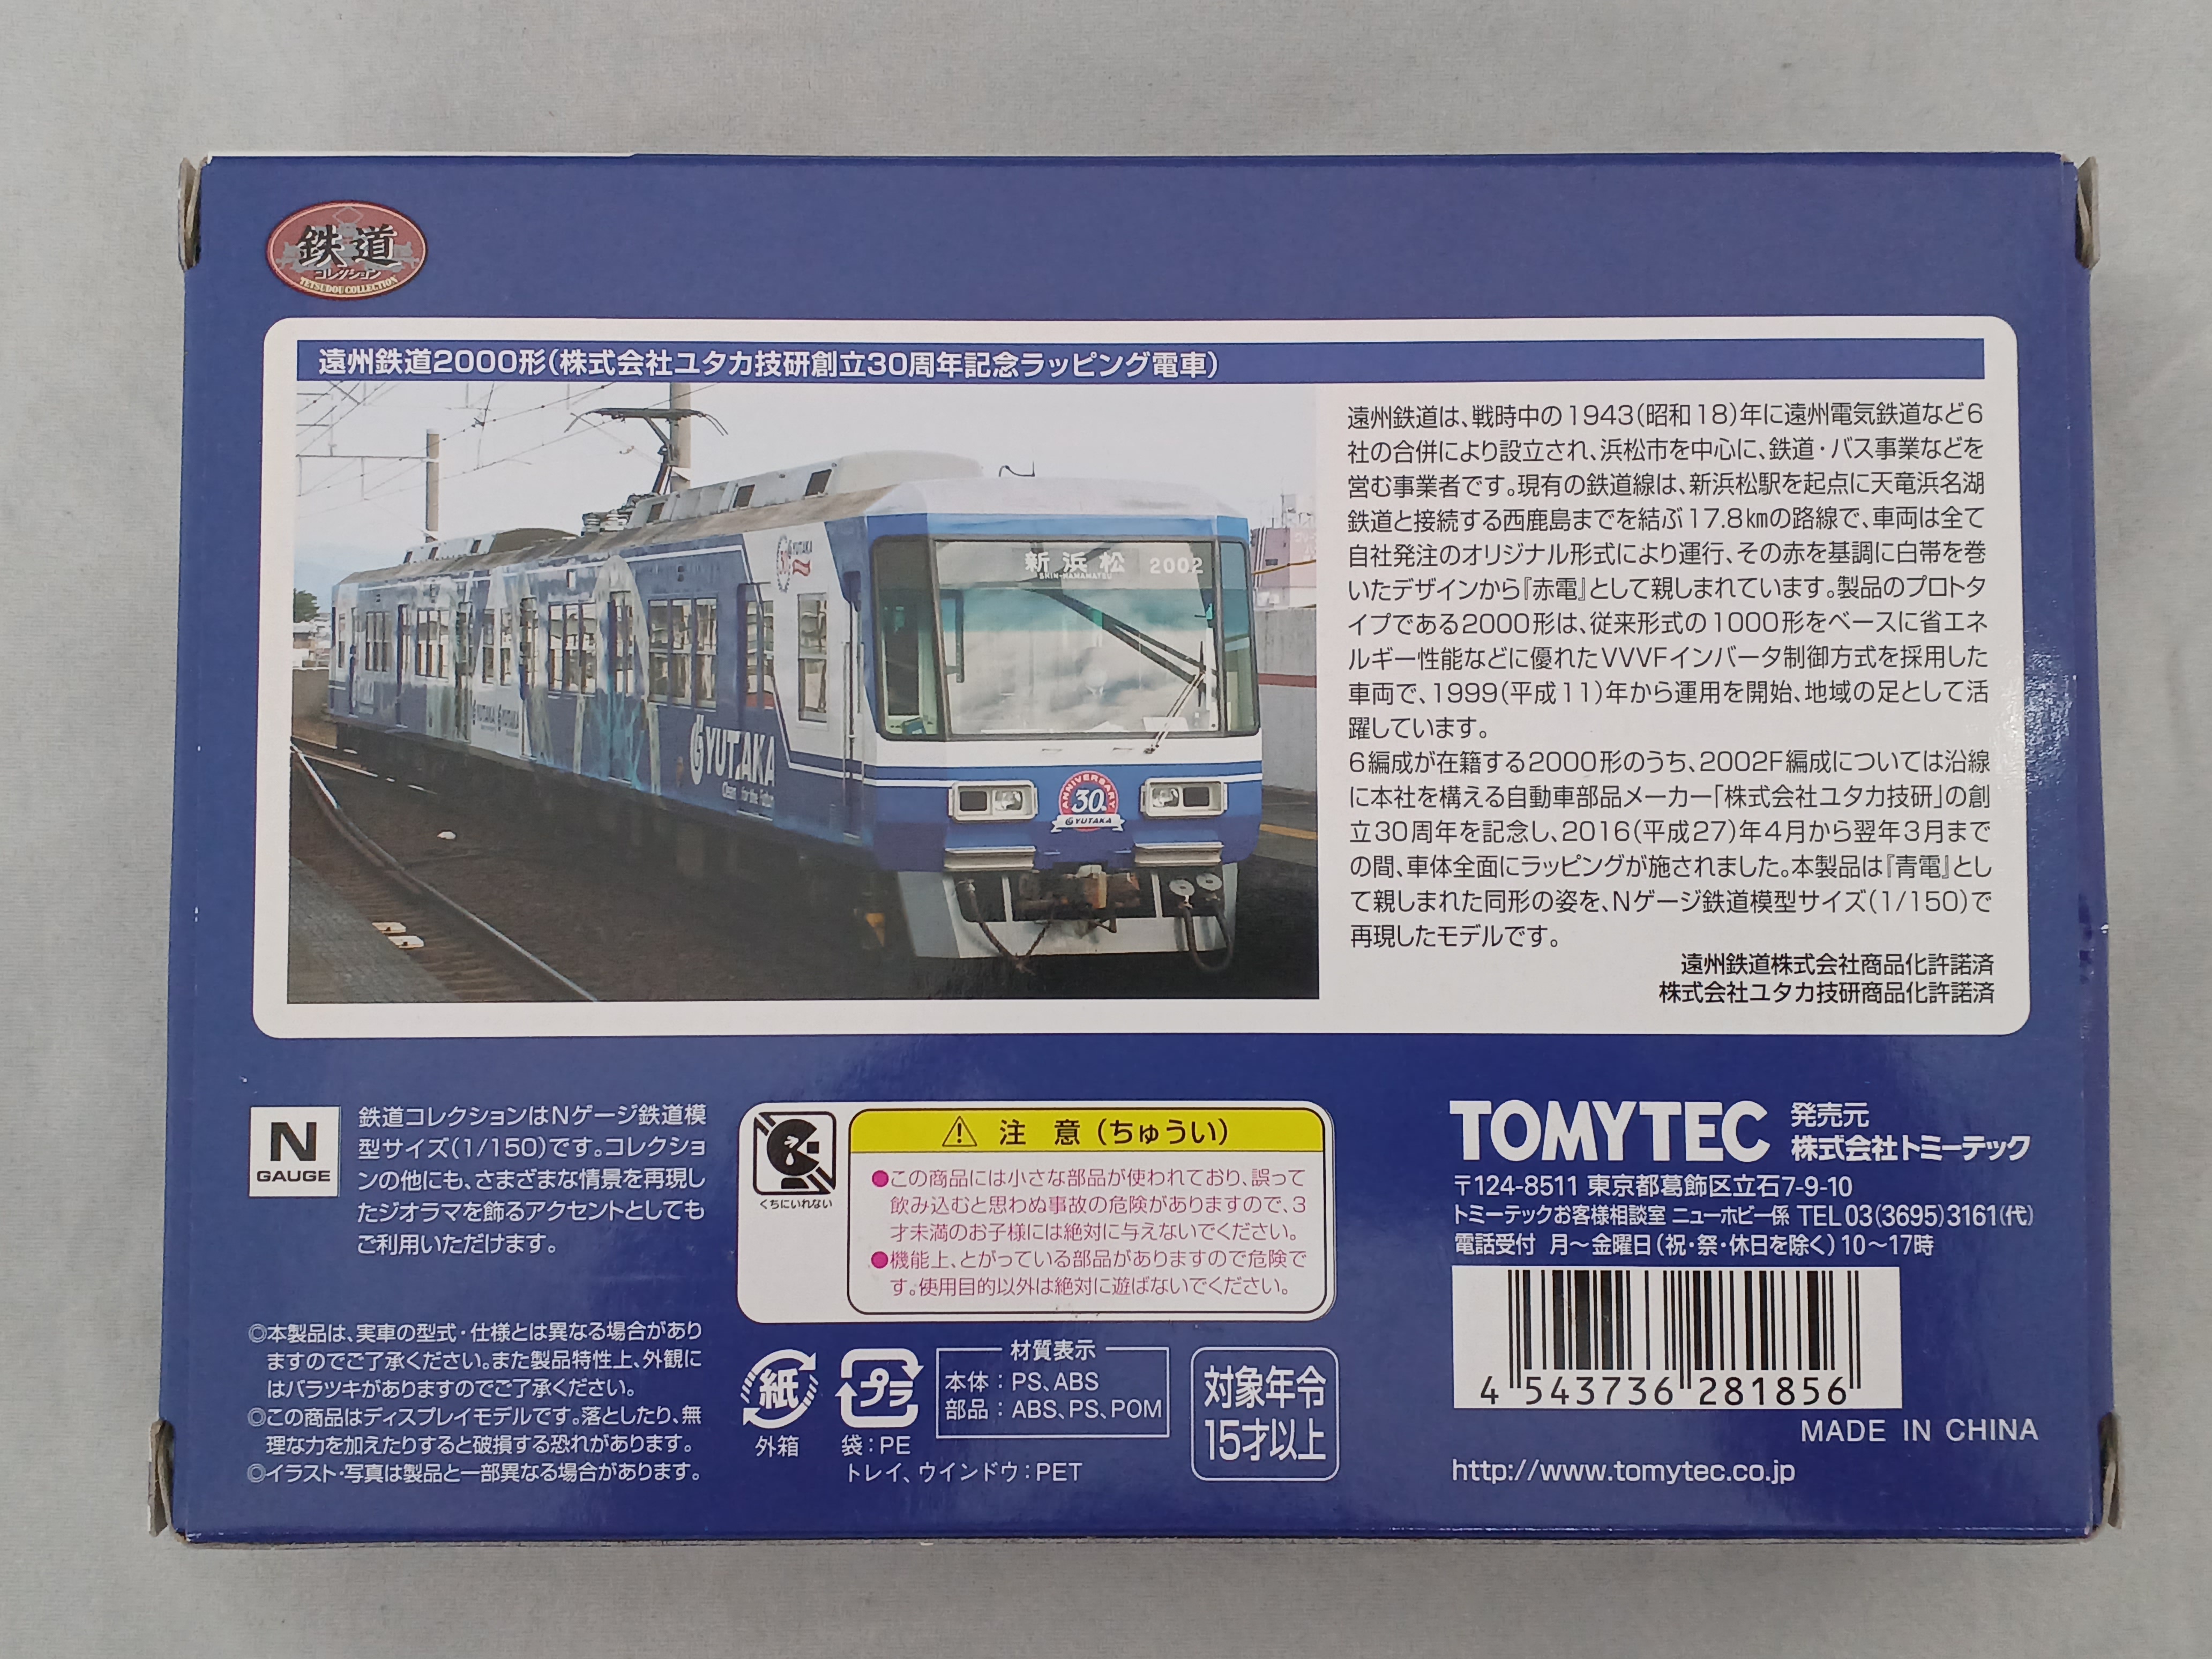 鉄道
コレクション
TETSUDOU COLLECTION
遠州鉄道2000形(株式会社ユタカ技研創立30周年記念ラッピング電車)
新浜松 2002
SHIN-HAMAMATSU
YUTAKA
YUTAKA
ANNIVERSARY
30
YUTAKA
遠州鉄道は、戦時中の1943(昭和18)年に遠州電気鉄道など6
社の合併により設立され、浜松市を中心に、鉄道・バス事業などを
営む事業者です。現有の鉄道線は、新浜松駅を起点に天竜浜名湖
鉄道と接続する西鹿島までを結ぶ17.8㎞の路線で、車両は全て
自社発注のオリジナル形式により運行、その赤を基調に白帯を巻
いたデザインから『赤電』として親しまれています。製品のプロトタ
イプである2000形は、従来形式の1000形をベースに省エネ
ルギー性能などに優れたVVVFインバータ制御方式を採用した
車両で、1999(平成11)年から運用を開始、地域の足として活
躍しています。
6編成が在籍する2000形のうち、2002F編成については沿線
に本社を構える自動車部品メーカー「株式会社ユタカ技研」の創
立30周年を記念し、2016(平成27)年4月から翌年3月まで
の間、車体全面にラッピングが施されました。本製品は『青電』とし
て親しまれた同形の姿を、Nゲージ鉄道模型サイズ(1/150)で
再現したモデルです。
遠州鉄道株式会社商品化許諾済
株式会社ユタカ技研商品化許諾済
N
GAUGE
鉄道コレクションはNゲージ鉄道模
型サイズ(1/150)です。コレクショ
ンの他にも、さまざまな情景を再現し
たジオラマを飾るアクセントとしても
ご利用いただけます。
◎本製品は、実車の型式・仕様とは異なる場合があり
ますのでご了承ください。また製品特性上、外観に
はバラツキがありますのでご了承ください。
◎この商品はディスプレイモデルです。落としたり、無
理な力を加えたりすると破損する恐れがあります。
◎イラスト・写真は製品と一部異なる場合があります。
くちにいれない
注 意(ちゅうい)
●この商品には小さな部品が使われており、誤って
飲み込むと思わぬ事故の危険がありますので、3
才未満のお子様には絶対に与えないでください。
●機能上、とがっている部品がありますので危険で
す。使用目的以外は絶対に遊ばないでください。
紙
外箱
プラ
袋:PE
トレイ、ウインドウ:PET
材質表示
本体:PS、ABS
部品:ABS、PS、POM
対象年令
15才以上
TOMYTEC 発売元
株式会社トミーテック
〒124-8511 東京都葛飾区立石7-9-10
トミーテックお客様相談室 ニューホビー係 TEL 03(3695)3161(代)
電話受付 月~金曜日(祝・祭・休日を除く)10~17時
4 543736 281856
MADE IN CHINA
http://www.tomytec.co.jp